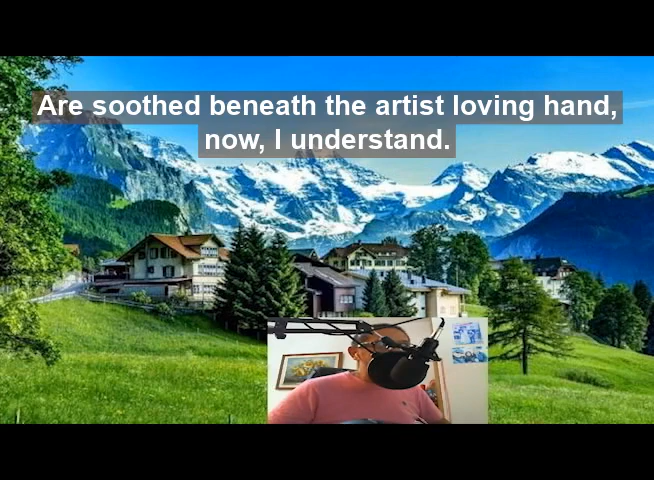 Are soothed beneath the artist loving hand,
now, I understand.